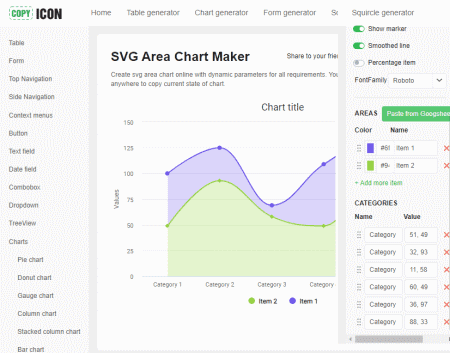 COPY ICON
Home Table generator Chart generator Form generator Squircle generator
Table
Form
Top Navigation
Side Navigation
Context menus
Button
Text field
Date field
Combobox
Dropdown
TreeView
Charts
Pie chart
Donut chart
Gauge chart
Column chart
Stacked column chart
Bar chart
SVG Area Chart Maker
Share to your frie
Create svg area chart online with dynamic parameters for all requirements. You
anywhere to copy current state of chart.
Chart title
Values
150
125
100
75
50
25
0
Category 1 Category 2 Category 3 Category
Item 2 Item 1
Show marker
Smoothed line
Percentage item
FontFamily Roboto
AREAS Paste from Googleshee
Color Name
#6 Item 1
#9 Item 2
+ Add more item
CATEGORIES
Name Value
Category 51, 49
Category 32, 93
Category 11, 58
Category 60, 49
Category 36, 97
Category 88, 33